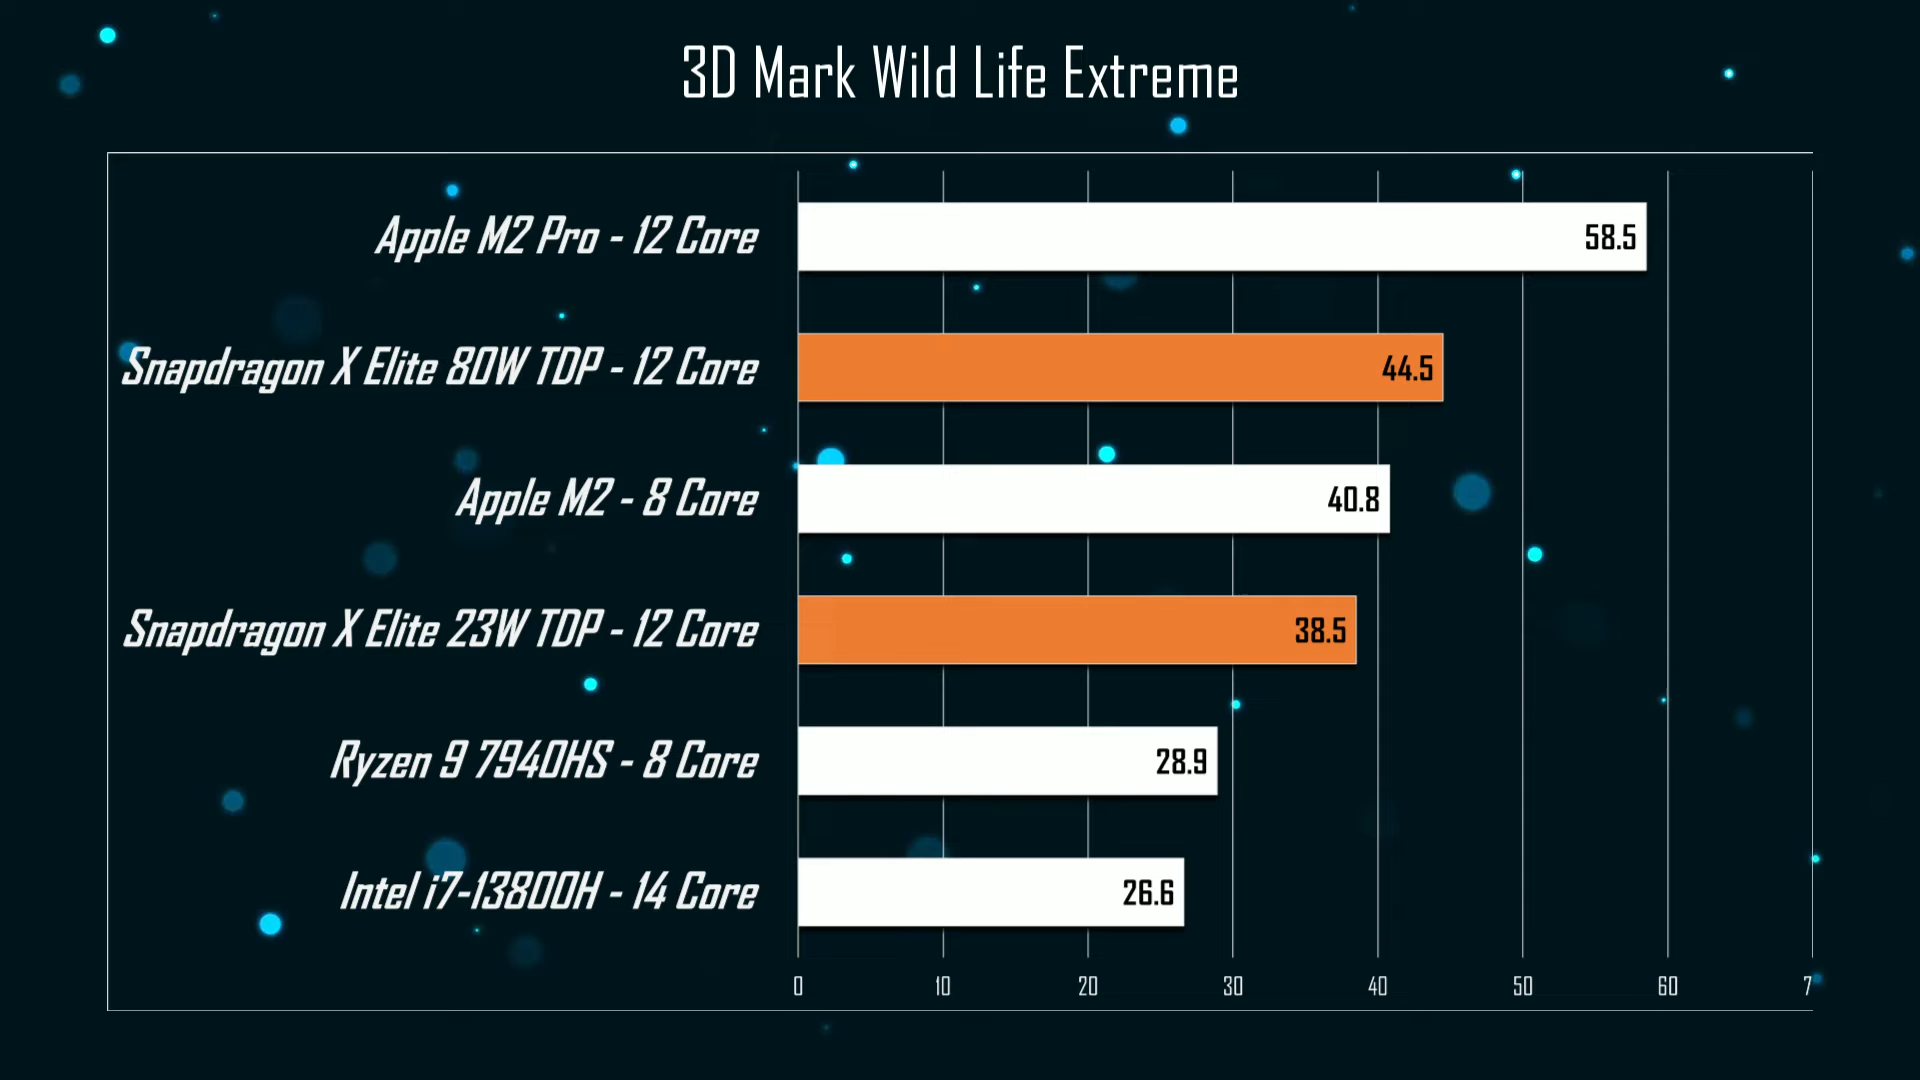 3D Mark Wild Life Extreme
Apple M2 Pro - 12 Core 58.5
Snapdragon X Elite 80W TDP - 12 Core 44.5
Apple M2 - 8 Core 40.8
Snapdragon X Elite 23W TDP - 12 Core 38.5
Ryzen 9 7940HS - 8 Core 28.9
Intel i7-13800H - 14 Core 26.6
0 10 20 30 40 50 60 7